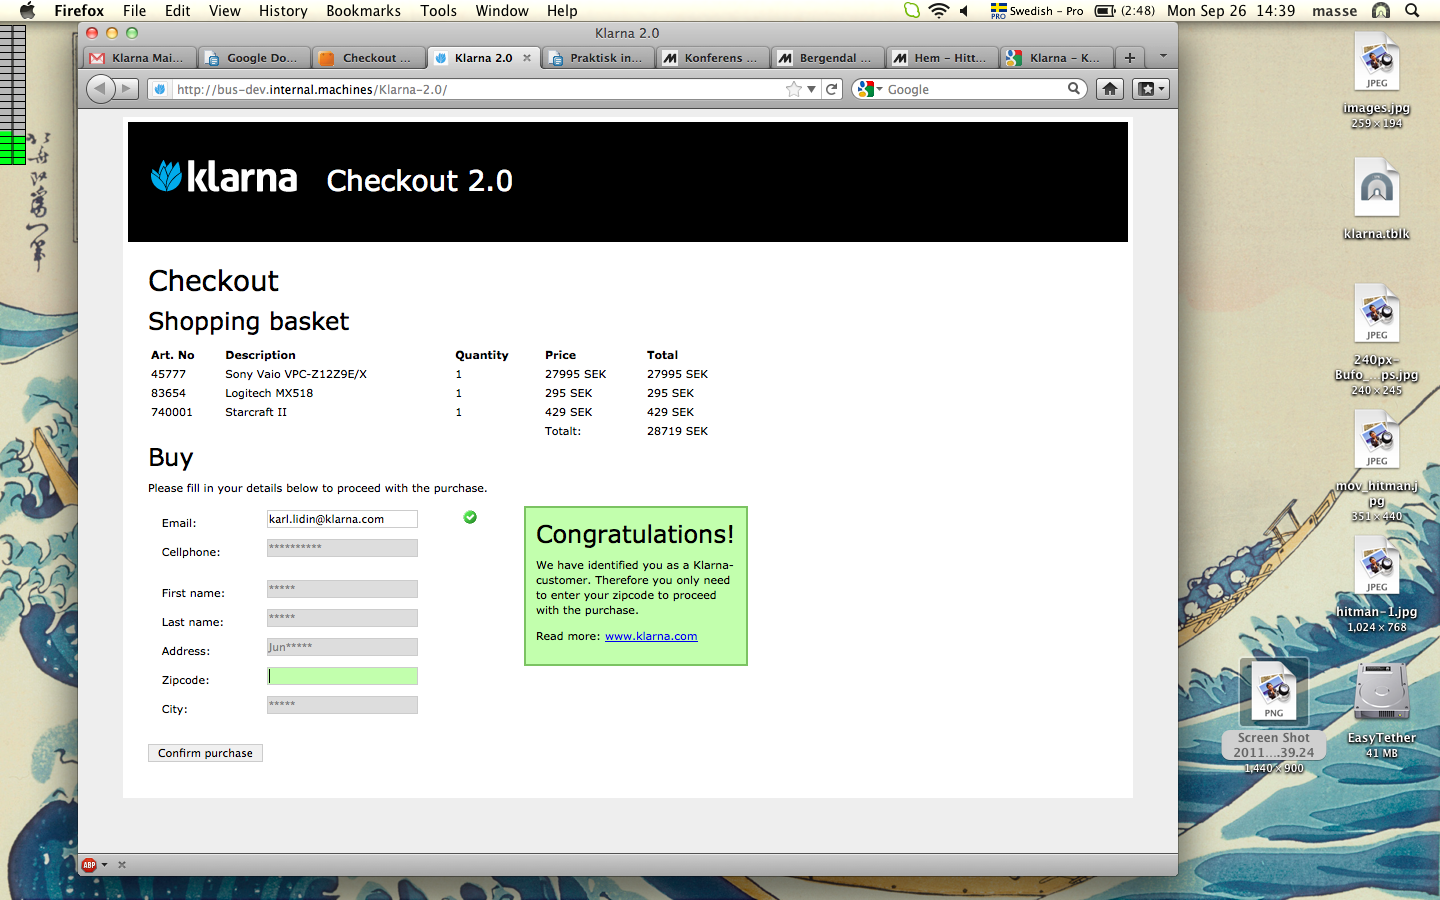 Firefox File Edit View History Bookmarks Tools Window Help PRO Swedish - Pro (2:48) Mon Sep 26 14:39 masse
Klarna 2.0
Klarna Mai... Google Do... Checkout ... Klarna 2.0 Praktisk in... Konferens ... Bergendal ... Hem – Hitt... Klarna – K...
http://bus-dev.internal.machines/Klarna-2.0/ Google
klarna Checkout 2.0
Checkout
Shopping basket
Art. No Description Quantity Price Total
45777 Sony Vaio VPC-Z12Z9E/X 1 27995 SEK 27995 SEK
83654 Logitech MX518 1 295 SEK 295 SEK
740001 Starcraft II 1 429 SEK 429 SEK
Totalt: 28719 SEK
Buy
Please fill in your details below to proceed with the purchase.
Email: karl.lidin@klarna.com
Cellphone: **********
First name: *****
Last name: *****
Address: Jun*****
Zipcode:
City: *****
Confirm purchase
Congratulations!
We have identified you as a Klarna-
customer. Therefore you only need
to enter your zipcode to proceed
with the purchase.
Read more: www.klarna.com
ABP
JPEG
images.jpg
259 × 194
klarna.tblk
JPEG
240px-
Bufo_...ps.jpg
240 × 245
JPEG
mov_hitman.j
pg
351 × 440
JPEG
hitman-1.jpg
1,024 × 768
PNG
Screen Shot
2011....39.24
1,440 × 900
EasyTether
41 MB